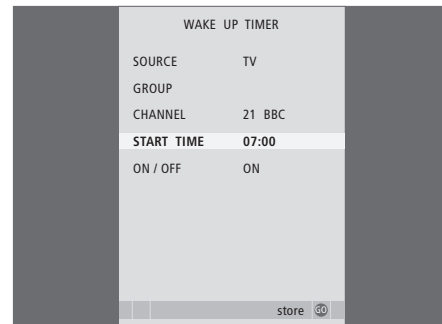 WAKE UP TIMER
SOURCE TV
GROUP
CHANNEL 21 BBC
START TIME 07:00
ON / OFF ON
store GO